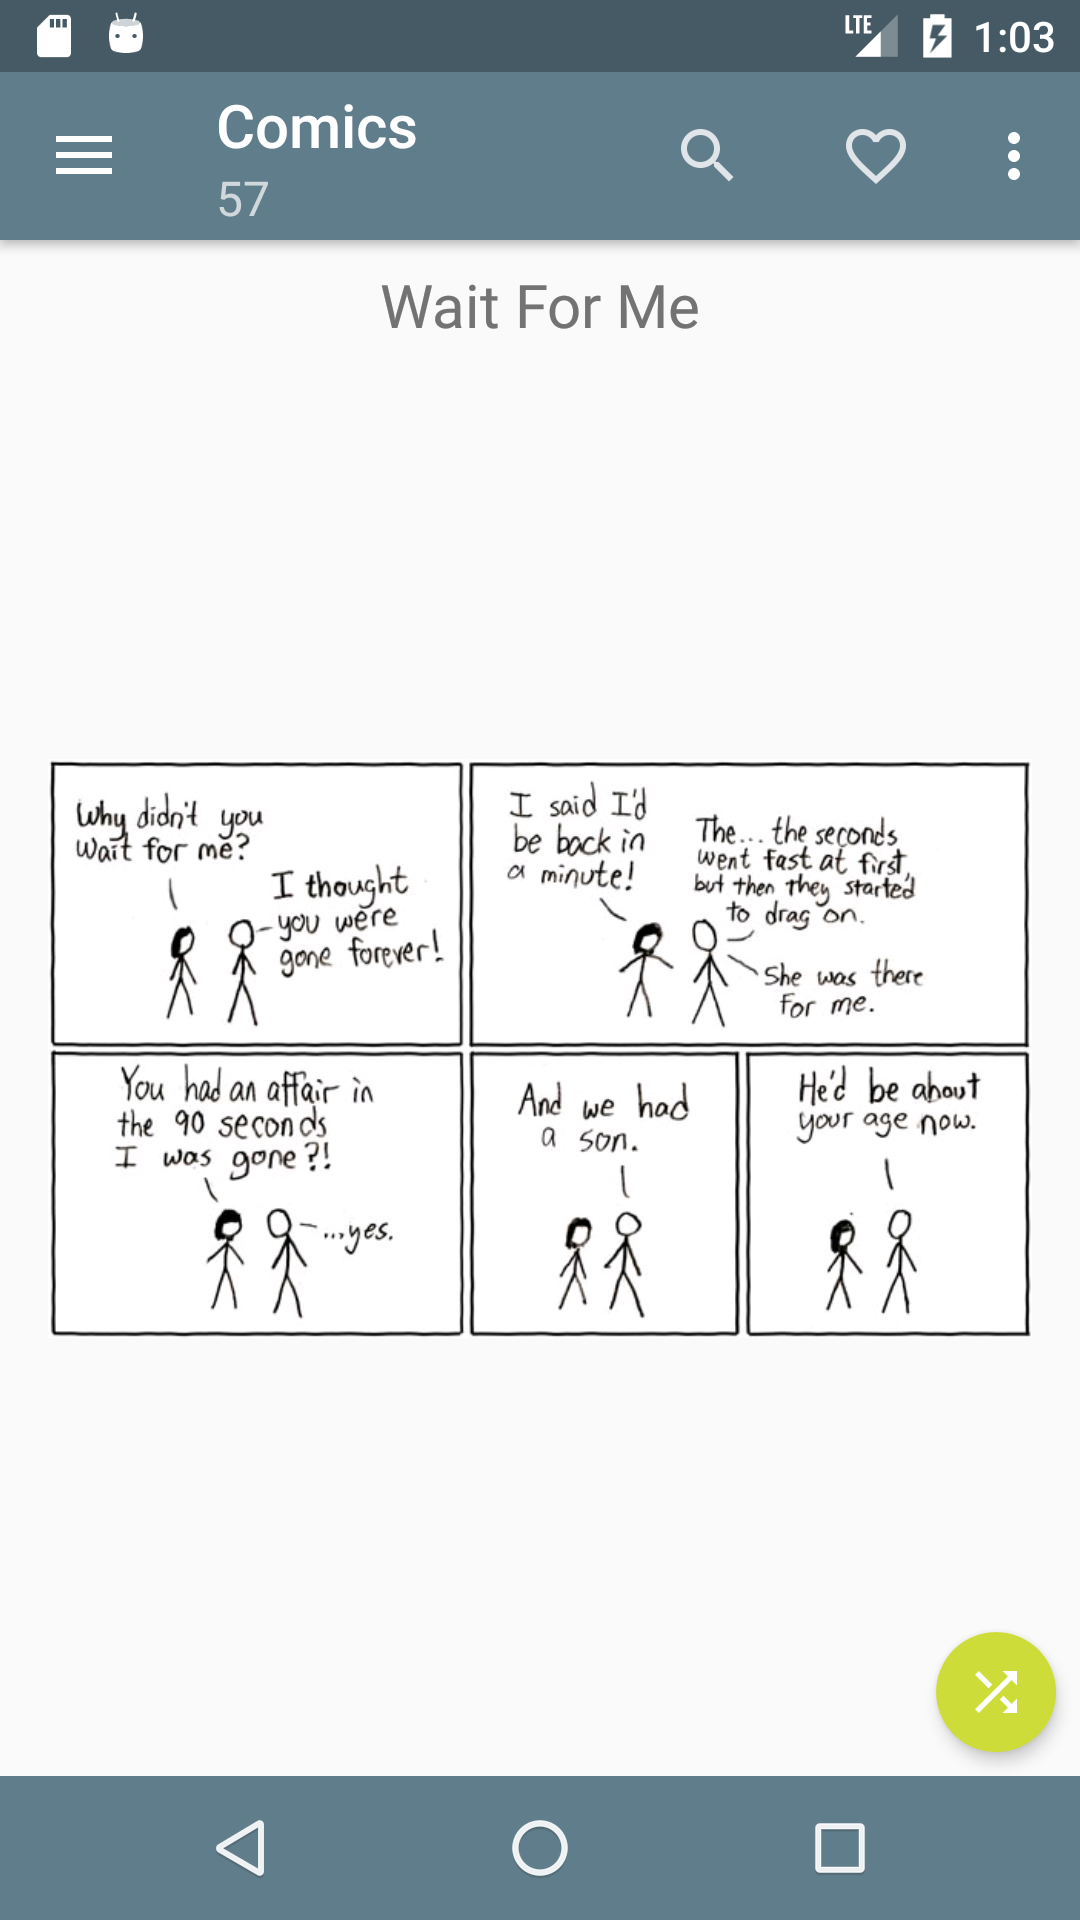 LTE 1:03
Comics
57
Wait For Me
Why didn't you
wait for me?
I thought
you were
gone forever!
I said I'd
be back in
a minute!
The... the seconds
went fast at first,
but then they started
to drag on.
She was there
for me.
You had an affair in
the 90 seconds
I was gone?!
...yes.
And we had
a son.
He'd be about
your age now.